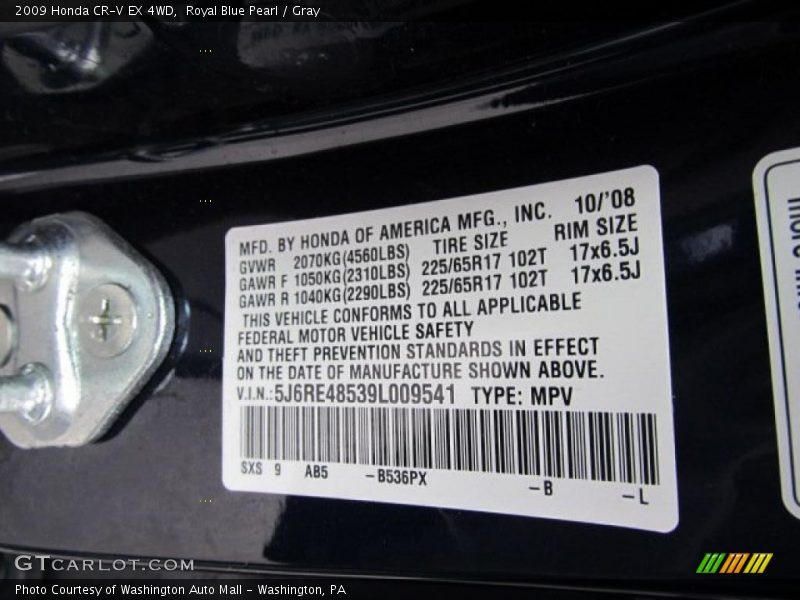 2009 Honda CR-V EX 4WD, Royal Blue Pearl / Gray
MFD. BY HONDA OF AMERICA MFG., INC. 10/'08
GVWR 2070KG(4560LBS) TIRE SIZE RIM SIZE
GAWR F 1050KG(2310LBS) 225/65R17 102T 17x6.5J
GAWR R 1040KG(2290LBS) 225/65R17 102T 17x6.5J
THIS VEHICLE CONFORMS TO ALL APPLICABLE
FEDERAL MOTOR VEHICLE SAFETY
AND THEFT PREVENTION STANDARDS IN EFFECT
ON THE DATE OF MANUFACTURE SHOWN ABOVE.
V.I.N.:5J6RE48539L009541 TYPE: MPV
SXS 9 AB5 -B536PX -B -L
GTCARLOT.COM
Photo Courtesy of Washington Auto Mall - Washington, PA